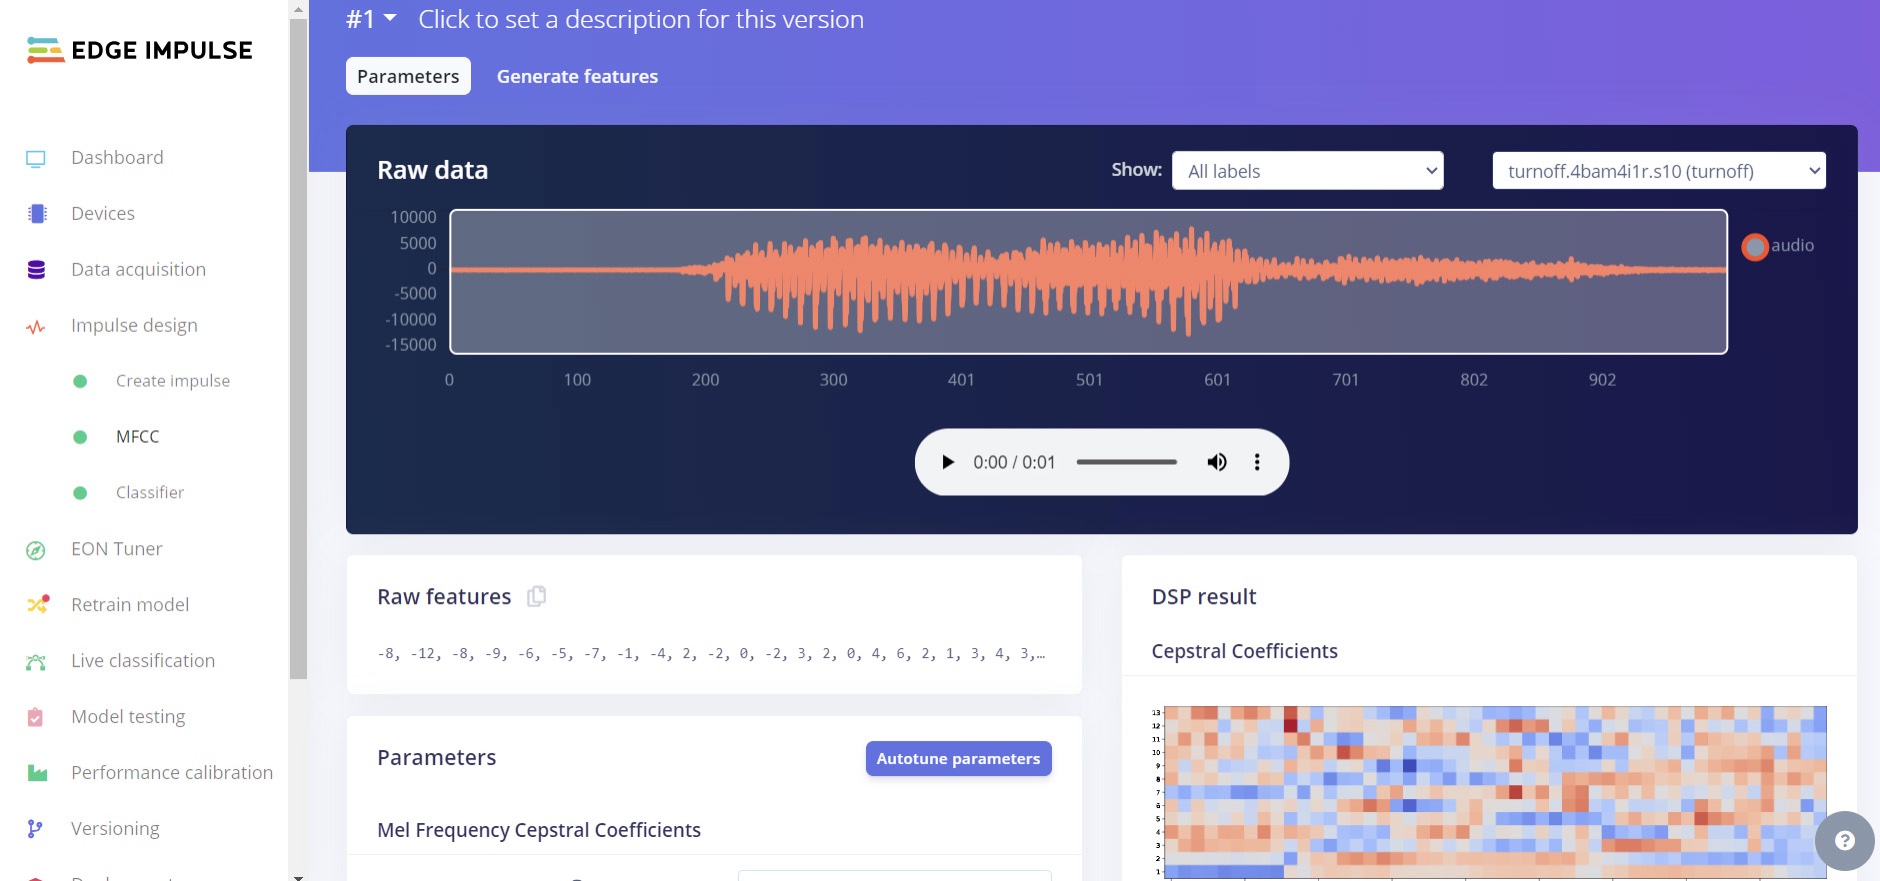 EDGE IMPULSE
Dashboard
Devices
Data acquisition
Impulse design
Create impulse
MFCC
Classifier
EON Tuner
Retrain model
Live classification
Model testing
Performance calibration
Versioning
#1 Click to set a description for this version
Parameters Generate features
Raw data Show: All labels turnoff.4bam4i1r.s10 (turnoff)
10000
5000
0
-5000
-10000
-15000
audio
0 100 200 300 401 501 601 701 802 902
0:00 / 0:01
Raw features
-8, -12, -8, -9, -6, -5, -7, -1, -4, 2, -2, 0, -2, 3, 2, 0, 4, 6, 2, 1, 3, 4, 3,…
Parameters Autotune parameters
Mel Frequency Cepstral Coefficients
DSP result
Cepstral Coefficients
13
12
11
10
9
8
7
6
5
4
3
2
1
?